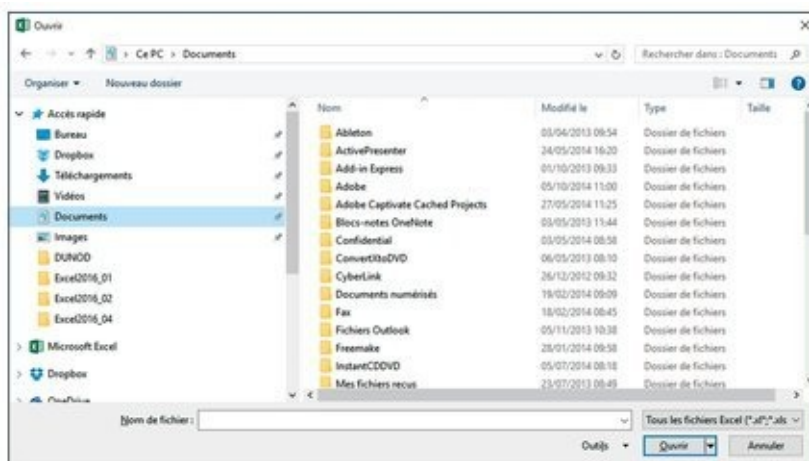 Ouvrir
Ce PC > Documents
Rechercher dans : Documents
Organiser
Nouveau dossier
Accès rapide
Bureau
Dropbox
Téléchargements
Vidéos
Documents
Images
DUNOD
Excel2016_01
Excel2016_02
Excel2016_04
Microsoft Excel
Dropbox
OneDrive
Nom Modifié le Type Taille
Ableton 03/04/2013 09:54 Dossier de fichiers
ActivePresenter 24/05/2014 16:20 Dossier de fichiers
Add-in Express 01/10/2013 09:33 Dossier de fichiers
Adobe 05/10/2014 11:00 Dossier de fichiers
Adobe Captivate Cached Projects 27/05/2014 11:25 Dossier de fichiers
Blocs-notes OneNote 03/05/2013 11:44 Dossier de fichiers
Confidential 03/05/2014 08:58 Dossier de fichiers
ConvertXtoDVD 06/05/2013 08:10 Dossier de fichiers
CyberLink 26/12/2012 09:32 Dossier de fichiers
Documents numérisés 19/02/2014 09:09 Dossier de fichiers
Fax 18/02/2014 08:45 Dossier de fichiers
Fichiers Outlook 05/11/2013 10:38 Dossier de fichiers
Freemake 28/01/2014 09:58 Dossier de fichiers
InstantCDDVD 05/07/2014 08:18 Dossier de fichiers
Mes fichiers reçus 23/07/2013 08:49 Dossier de fichiers
Nom de fichier :
Tous les fichiers Excel (*.xl*;*.xls
Outils
Ouvrir
Annuler